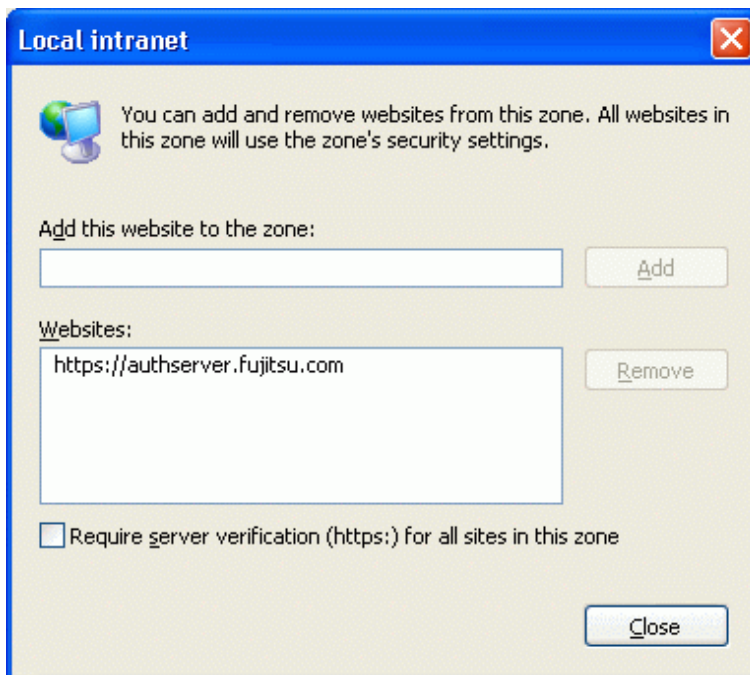 Local intranet
You can add and remove websites from this zone. All websites in
this zone will use the zone's security settings.
Add this website to the zone:
Add
Websites:
https://authserver.fujitsu.com
Remove
Require server verification (https:) for all sites in this zone
Close